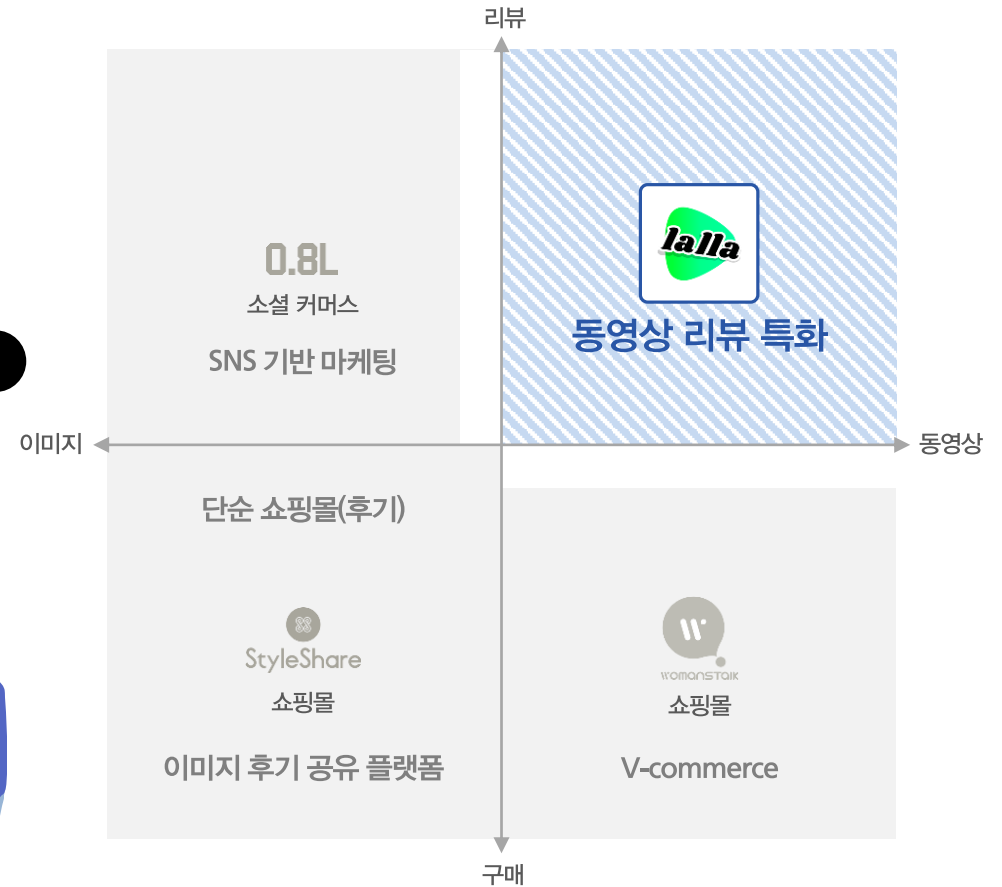 리뷰
0.8L
소셜 커머스
SNS 기반 마케팅
lalla
동영상 리뷰 특화
이미지
동영상
단순 쇼핑몰(후기)
StyleShare
쇼핑몰
이미지 후기 공유 플랫폼
W
WOMANSTALK
쇼핑몰
V-commerce
구매